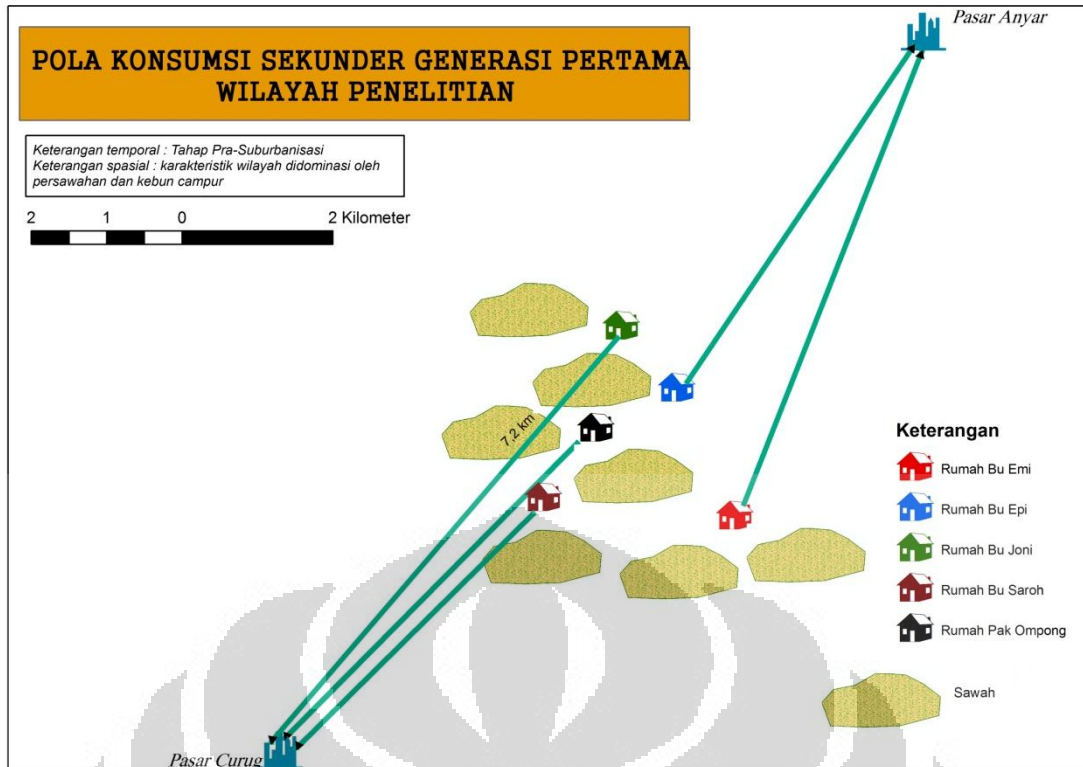 Pasar Anyar
POLA KONSUMSI SEKUNDER GENERASI PERTAMA
WILAYAH PENELITIAN
Keterangan temporal : Tahap Pra-Suburbanisasi
Keterangan spasial : karakteristik wilayah didominasi oleh
persawahan dan kebun campur
2 1 0 2 Kilometer
7,2 km
Keterangan
Rumah Bu Emi
Rumah Bu Epi
Rumah Bu Joni
Rumah Bu Saroh
Rumah Pak Ompong
Sawah
Pasar Curug